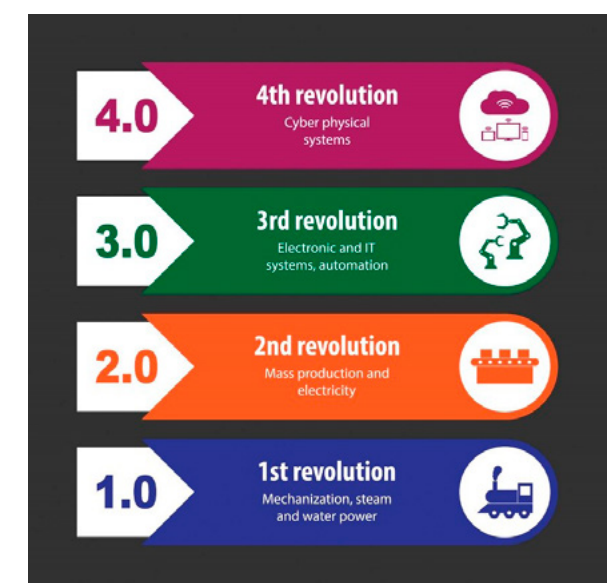 4.0
4th revolution
Cyber physical
systems
3.0
3rd revolution
Electronic and IT
systems, automation
2.0
2nd revolution
Mass production and
electricity
1.0
1st revolution
Mechanization, steam
and water power